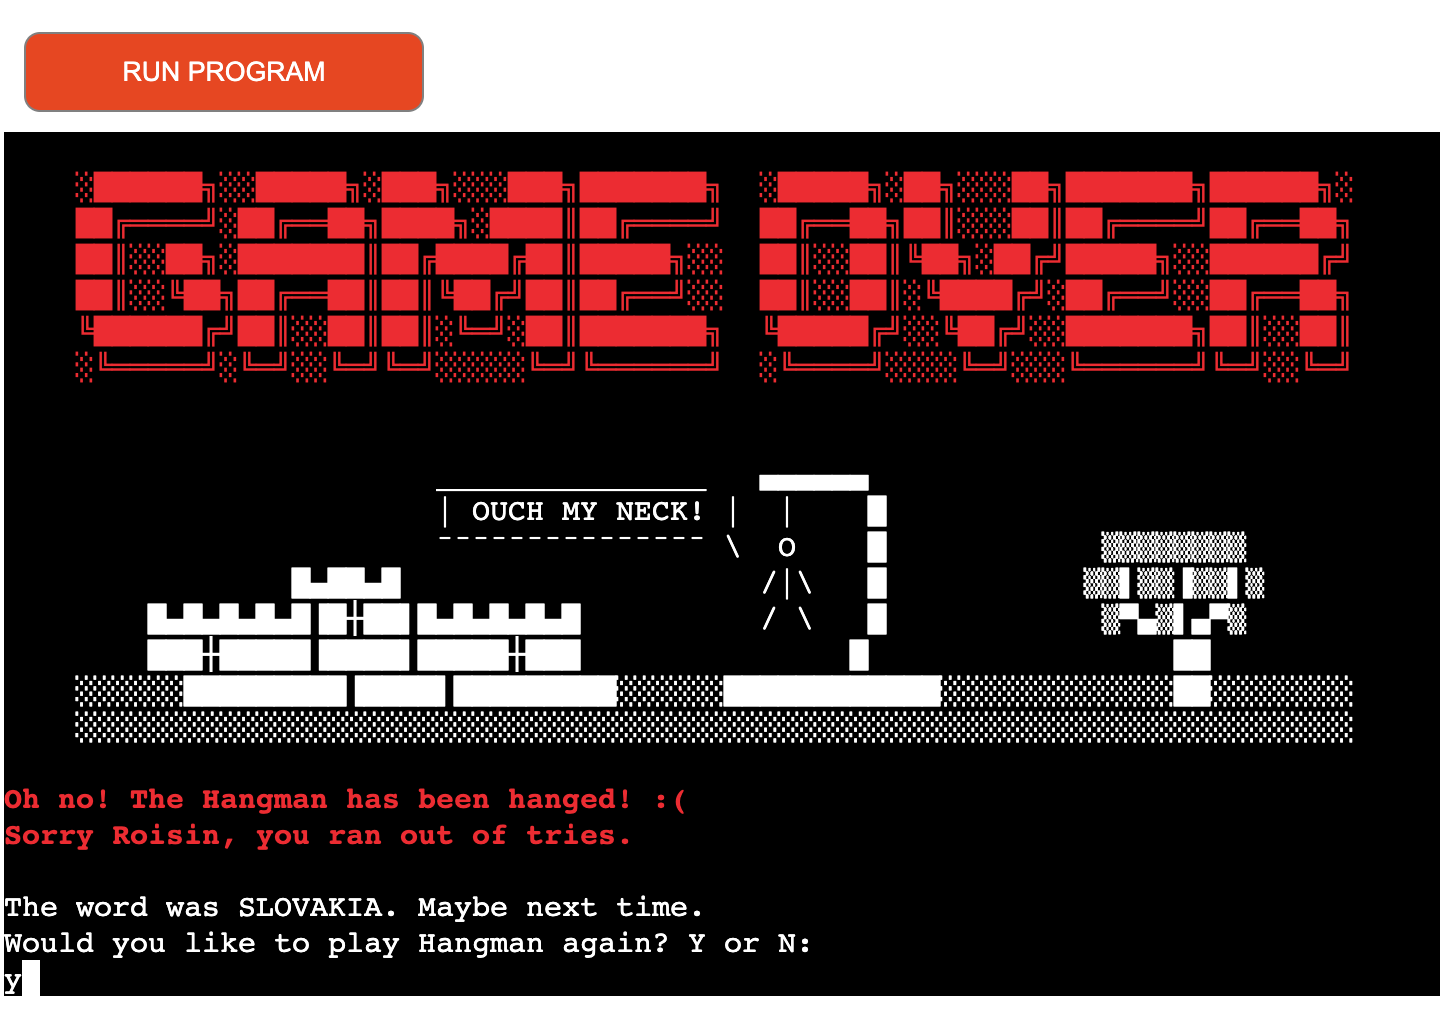 RUN PROGRAM
GAME OVER
OUCH MY NECK!
Oh no! The Hangman has been hanged! :(
Sorry Roisin, you ran out of tries.
The word was SLOVAKIA. Maybe next time.
Would you like to play Hangman again? Y or N:
y